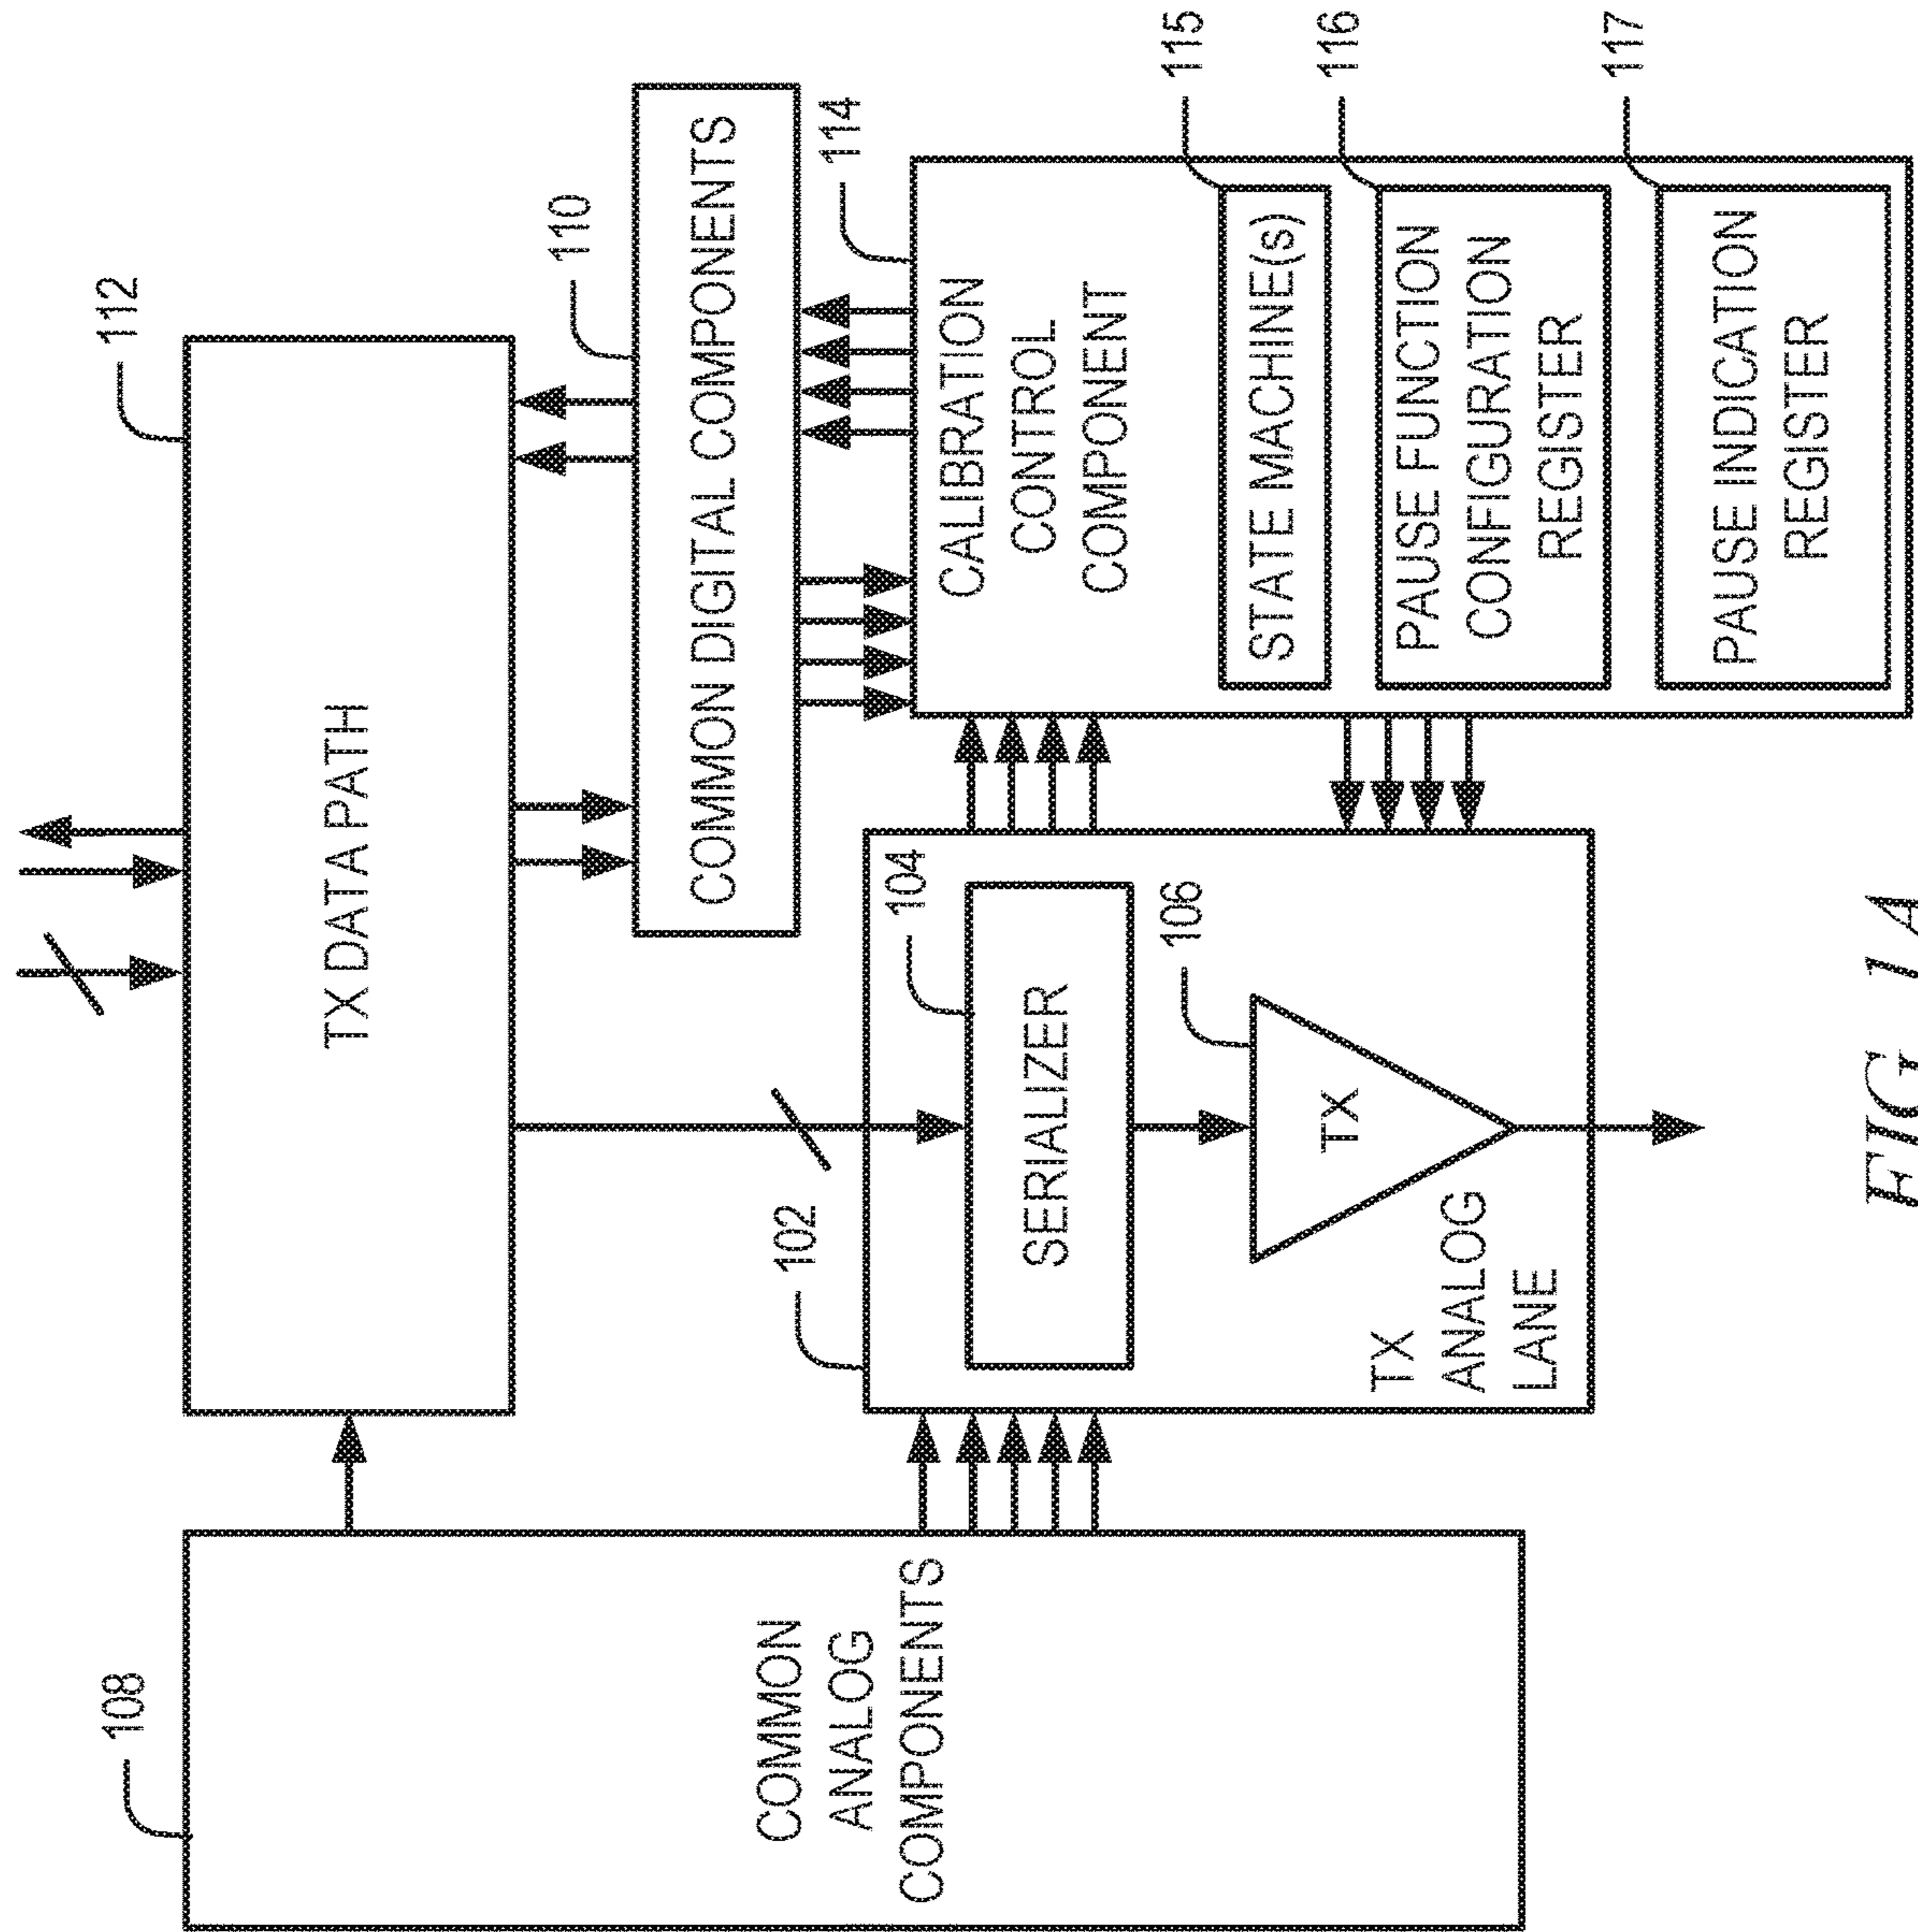 108
COMMON
ANALOG
COMPONENTS
112
TX DATA PATH
110
COMMON DIGITAL COMPONENTS
102
104
SERIALIZER
106
TX
TX
ANALOG
LANE
114
CALIBRATION
CONTROL
COMPONENT
115
STATE MACHINE(s)
116
PAUSE FUNCTION
CONFIGURATION
REGISTER
117
PAUSE INDICATION
REGISTER
FIG. 1A